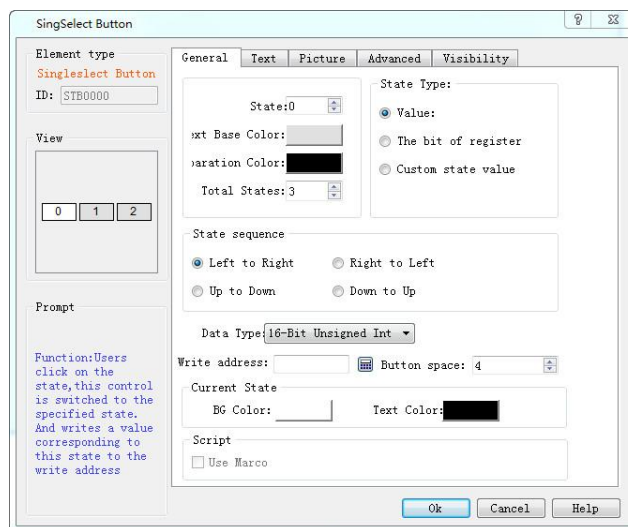 SingSelect Button
Element type
Singleslect Button
ID: STB0000
View
0 1 2
Prompt
Function:Users
click on the
state,this control
is switched to the
specified state.
And writes a value
corresponding to
this state to the
write address
General Text Picture Advanced Visibility
State:0
ext Base Color:
paration Color:
Total States:3
State Type:
Value:
The bit of register
Custom state value
State sequence
Left to Right Right to Left
Up to Down Down to Up
Data Type:16-Bit Unsigned Int
Write address: Button space: 4
Current State
BG Color: Text Color:
Script
Use Marco
Ok Cancel Help